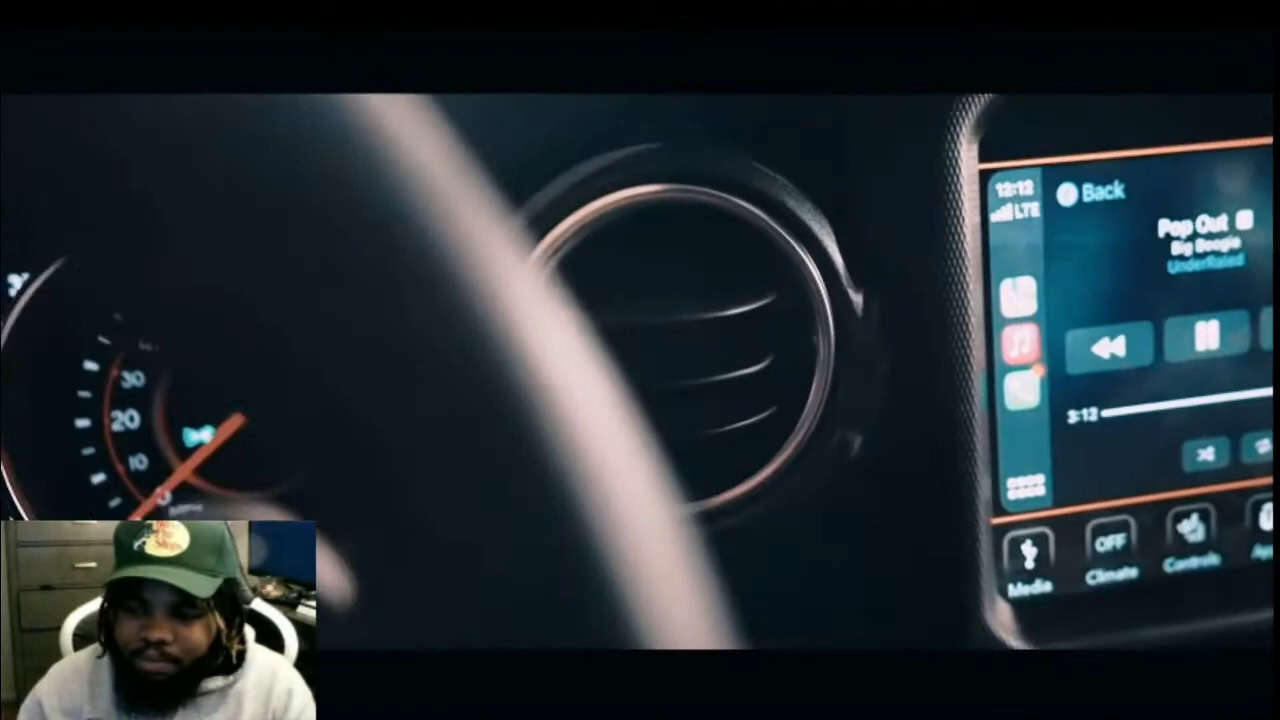 30
20
10
0
MPH
12:12
LTE
Back
Pop Out
Big Boogie
UnderRated
3:12
Media
OFF
Climate
Controls